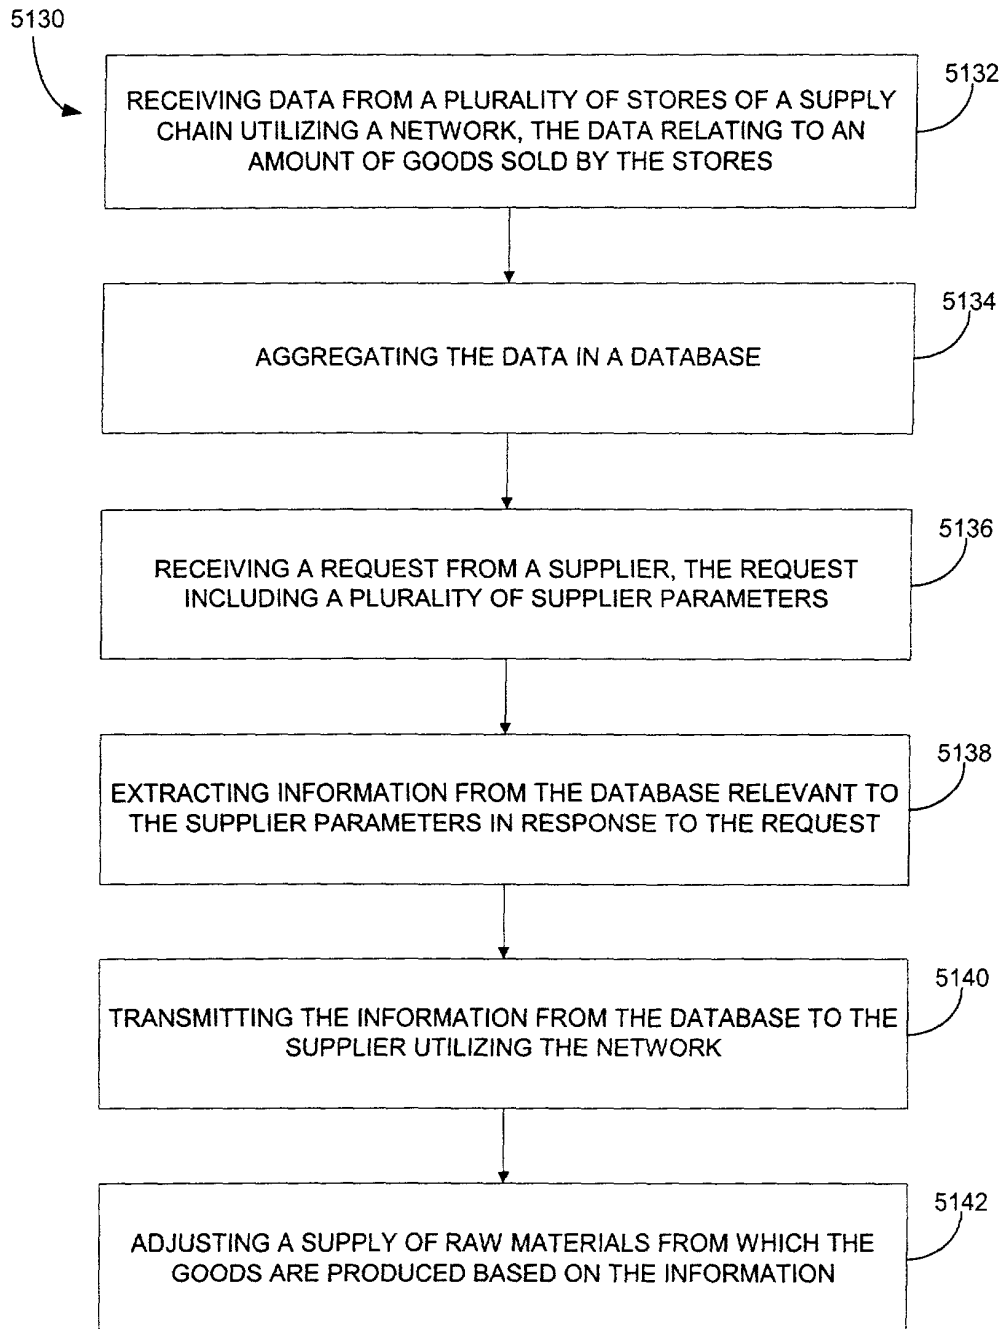 5130
5132
RECEIVING DATA FROM A PLURALITY OF STORES OF A SUPPLY
CHAIN UTILIZING A NETWORK, THE DATA RELATING TO AN
AMOUNT OF GOODS SOLD BY THE STORES
5134
AGGREGATING THE DATA IN A DATABASE
5136
RECEIVING A REQUEST FROM A SUPPLIER, THE REQUEST
INCLUDING A PLURALITY OF SUPPLIER PARAMETERS
5138
EXTRACTING INFORMATION FROM THE DATABASE RELEVANT TO
THE SUPPLIER PARAMETERS IN RESPONSE TO THE REQUEST
5140
TRANSMITTING THE INFORMATION FROM THE DATABASE TO THE
SUPPLIER UTILIZING THE NETWORK
5142
ADJUSTING A SUPPLY OF RAW MATERIALS FROM WHICH THE
GOODS ARE PRODUCED BASED ON THE INFORMATION